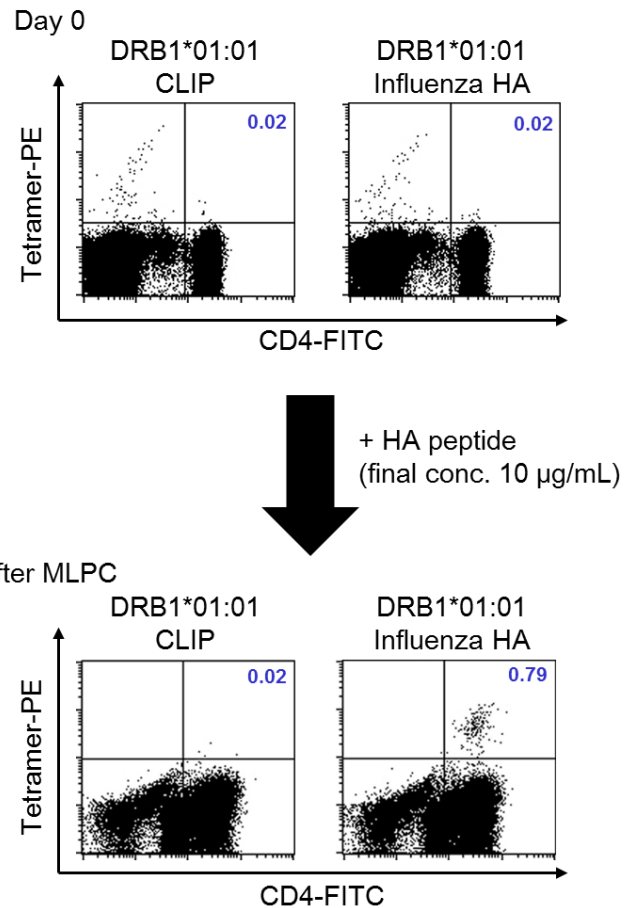 Day 0
DRB1*01:01
CLIP
DRB1*01:01
Influenza HA
0.02
0.02
Tetramer-PE
CD4-FITC
+ HA peptide
(final conc. 10 μg/mL)
fter MLPC
DRB1*01:01
CLIP
DRB1*01:01
Influenza HA
0.02
0.79
Tetramer-PE
CD4-FITC